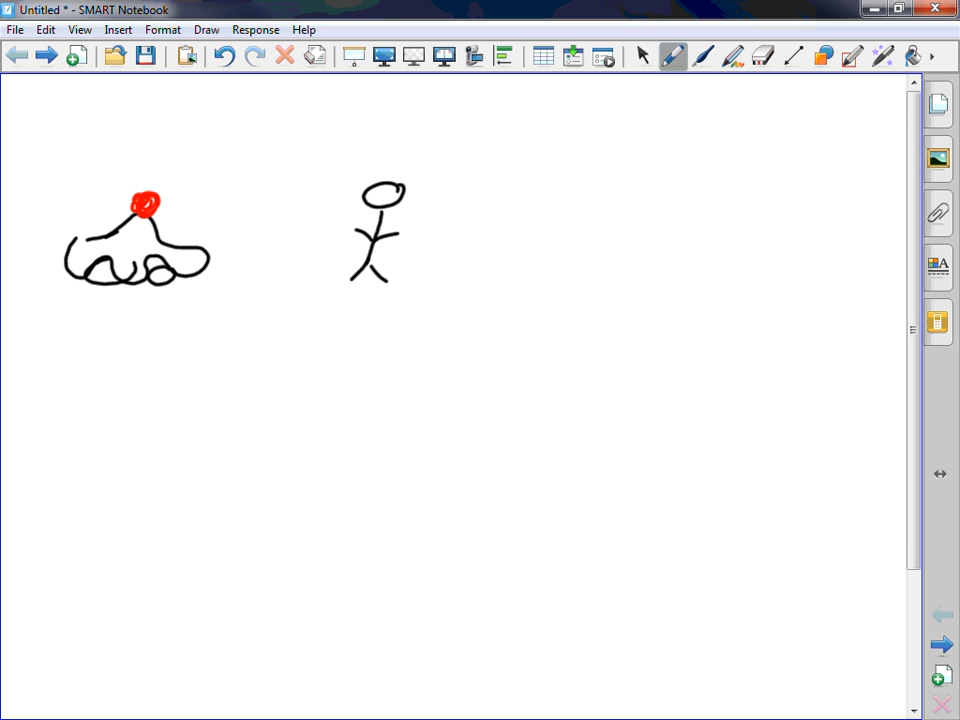 Untitled * - SMART Notebook
File Edit View Insert Format Draw Response Help
A